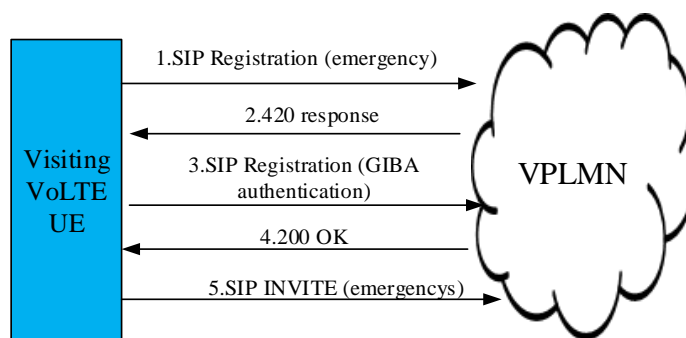 1.SIP Registration (emergency)
2.420 response
Visiting
VoLTE
UE
3.SIP Registration (GIBA
authentication)
VPLMN
4.200 OK
5.SIP INVITE (emergencys)